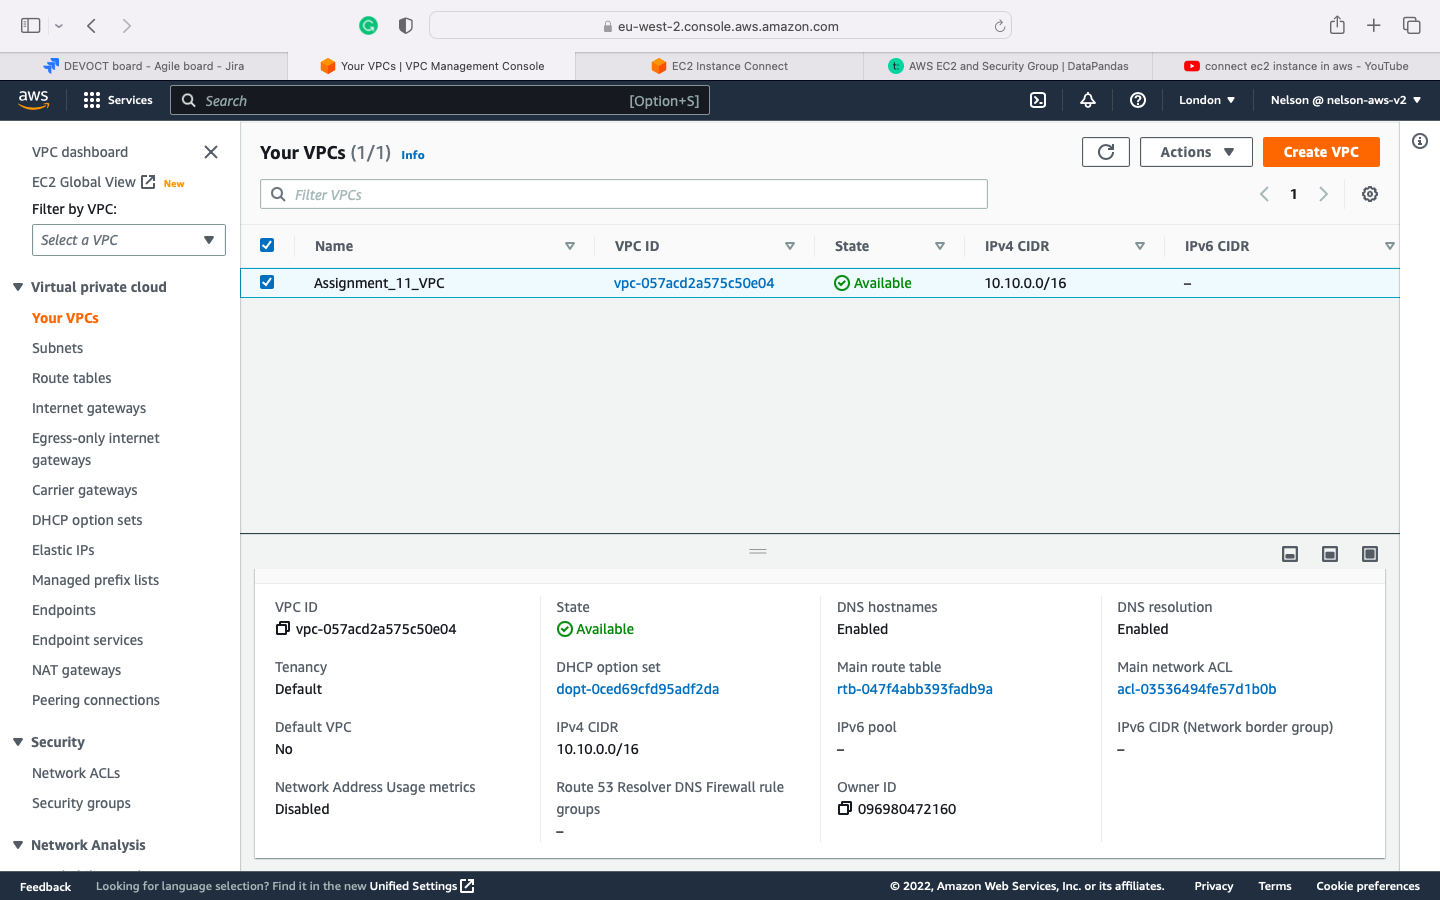 eu-west-2.console.aws.amazon.com
DEVOCT board - Agile board - Jira
Your VPCs | VPC Management Console
EC2 Instance Connect
AWS EC2 and Security Group | DataPandas
connect ec2 instance in aws - YouTube
aws
Services
Search
[Option+S]
London
Nelson @ nelson-aws-v2
VPC dashboard
EC2 Global View New
Filter by VPC:
Select a VPC
Virtual private cloud
Your VPCs
Subnets
Route tables
Internet gateways
Egress-only internet
gateways
Carrier gateways
DHCP option sets
Elastic IPs
Managed prefix lists
Endpoints
Endpoint services
NAT gateways
Peering connections
Security
Network ACLs
Security groups
Network Analysis
Your VPCs (1/1) Info
Actions
Create VPC
Filter VPCs
1
Name VPC ID State IPv4 CIDR IPv6 CIDR
Assignment_11_VPC vpc-057acd2a575c50e04 Available 10.10.0.0/16 –
VPC ID
vpc-057acd2a575c50e04
State
Available
DNS hostnames
Enabled
DNS resolution
Enabled
Tenancy
Default
DHCP option set
dopt-0ced69cfd95adf2da
Main route table
rtb-047f4abb393fadb9a
Main network ACL
acl-03536494fe57d1b0b
Default VPC
No
IPv4 CIDR
10.10.0.0/16
IPv6 pool
–
IPv6 CIDR (Network border group)
–
Network Address Usage metrics
Disabled
Route 53 Resolver DNS Firewall rule
groups
–
Owner ID
096980472160
Feedback
Looking for language selection? Find it in the new Unified Settings
© 2022, Amazon Web Services, Inc. or its affiliates.
Privacy
Terms
Cookie preferences